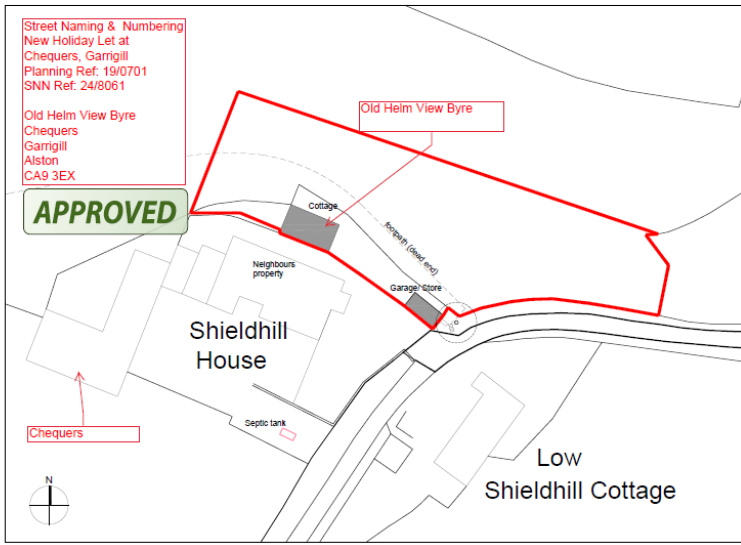 Street Naming & Numbering
New Holiday Let at
Chequers, Garrigill
Planning Ref: 19/0701
SNN Ref: 24/8061
Old Helm View Byre
Chequers
Garrigill
Alston
CA9 3EX
APPROVED
Old Helm View Byre
Cottage
footpath (dead end)
Neighbours
property
Garage/ Store
Shieldhill
House
Chequers
Septic tank
Low
Shieldhill Cottage
N